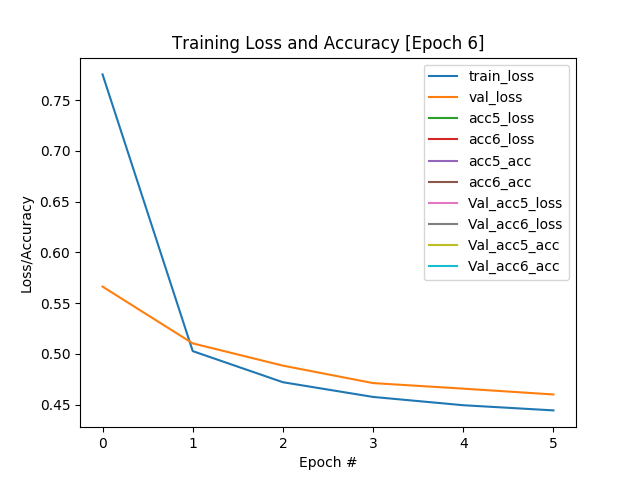 Training Loss and Accuracy [Epoch 6]
train_loss
val_loss
acc5_loss
acc6_loss
acc5_acc
acc6_acc
Val_acc5_loss
Val_acc6_loss
Val_acc5_acc
Val_acc6_acc
Loss/Accuracy
0.75
0.70
0.65
0.60
0.55
0.50
0.45
0 1 2 3 4 5
Epoch #